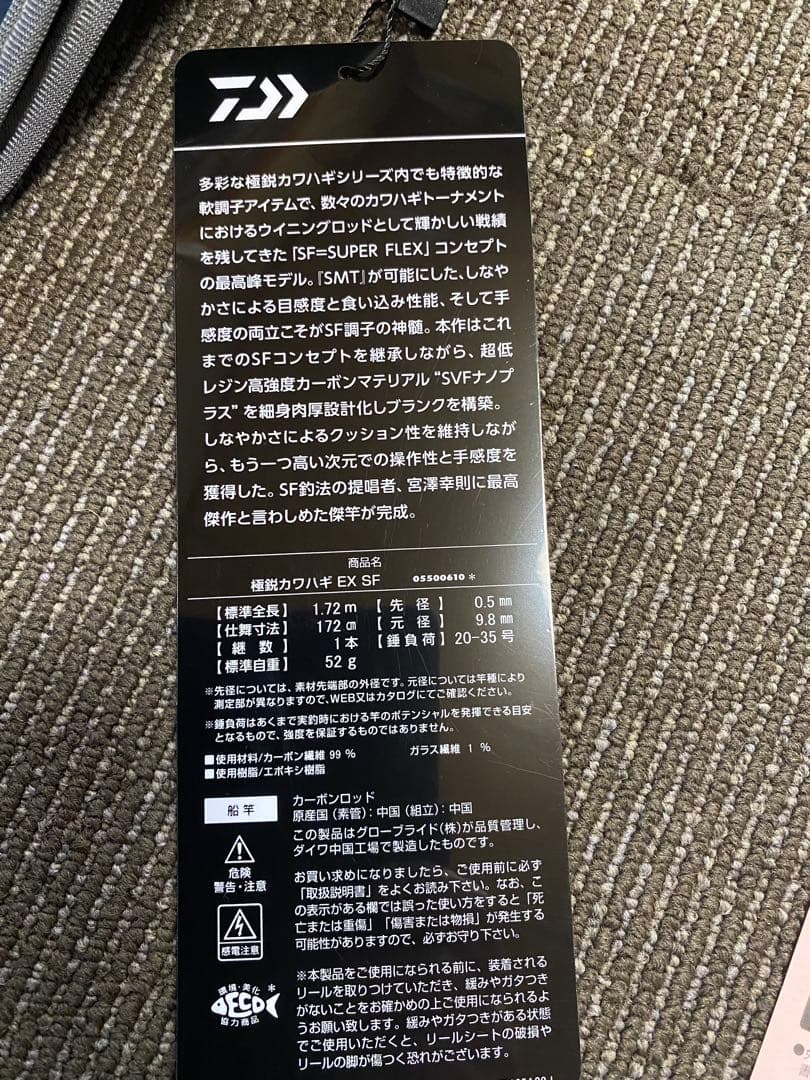 多彩な極鋭カワハギシリーズ内でも特徴的な
軟調子アイテムで、数々のカワハギトーナメント
におけるウイニングロッドとして輝かしい戦績
を残してきた「SF=SUPER FLEX」コンセプト
の最高峰モデル。『SMT』が可能にした、しなや
かさによる目感度と食い込み性能、そして手
感度の両立こそがSF調子の神髄。本作はこれ
までのSFコンセプトを継承しながら、超低
レジン高強度カーボンマテリアル“SVFナノプ
ラス”を細身肉厚設計化しブランクを構築。
しなやかさによるクッション性を維持しなが
ら、もう一つ高い次元での操作性と手感度を
獲得した。SF釣法の提唱者、宮澤幸則に最高
傑作と言わしめた傑竿が完成。
商品名
極鋭カワハギ EX SF 05500610 *
【標準全長】 1.72 m 【先径】 0.5 mm
【仕舞寸法】 172 cm 【元径】 9.8 mm
【継数】 1 本 【錘負荷】 20-35 号
【標準自重】 52 g
※先径については、素材先端部の外径です。元径については竿種により
測定部が異なりますので、WEB又はカタログにてご確認ください。
※錘負荷はあくまで実釣時における竿のポテンシャルを発揮できる目安
となるもので、強度を保証するものではありません。
■使用材料/カーボン繊維 99 % ガラス繊維 1 %
■使用樹脂/エポキシ樹脂
船竿
カーボンロッド
原産国(素管):中国(組立):中国
この製品はグローブライド(株)が品質管理し、
ダイワ中国工場で製造したものです。
危険
警告・注意
お買い求めになりましたら、ご使用前に必ず
「取扱説明書」をよくお読み下さい。なお、こ
の表示がある欄では誤った使い方をすると「死
亡または重傷」「傷害または物損」が発生する
可能性がありますので、必ずお守り下さい。
感電注意
環境・美化
DECO
協力商品
※本製品をご使用になられる前に、装着される
リールを取りつけていただき、緩みやガタつき
がないことをお確かめの上ご使用になられるよ
うお願い致します。緩みやガタつきがある状態
でご使用いただくと、リールシートの破損や
リールの脚が傷つく恐れがございます。